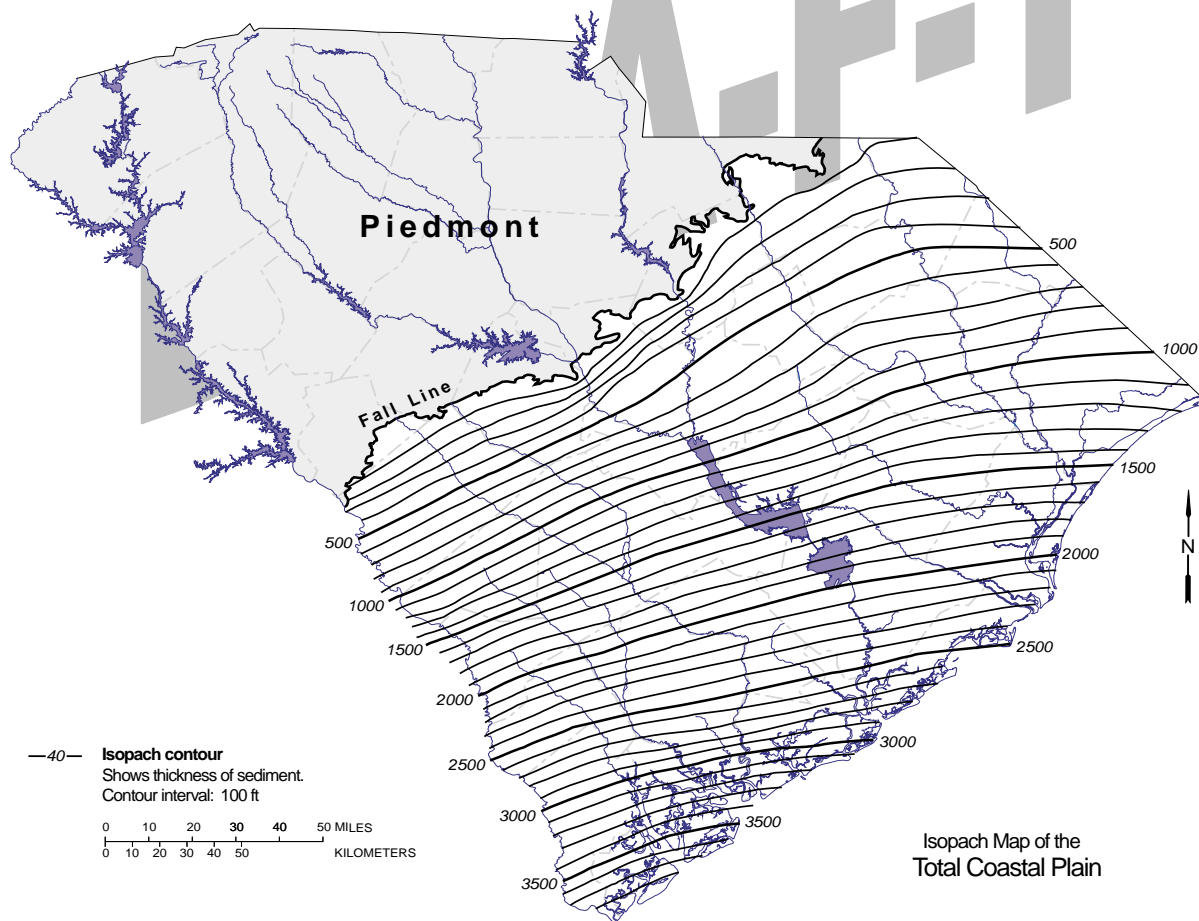 Piedmont
Fall Line
500
1000
1500
2000
2500
3000
3500
500
1000
1500
2000
2500
3000
3500
N
—40— Isopach contour
Shows thickness of sediment.
Contour interval: 100 ft
0 10 20 30 40 50 MILES
0 10 20 30 40 50 KILOMETERS
Isopach Map of the
Total Coastal Plain